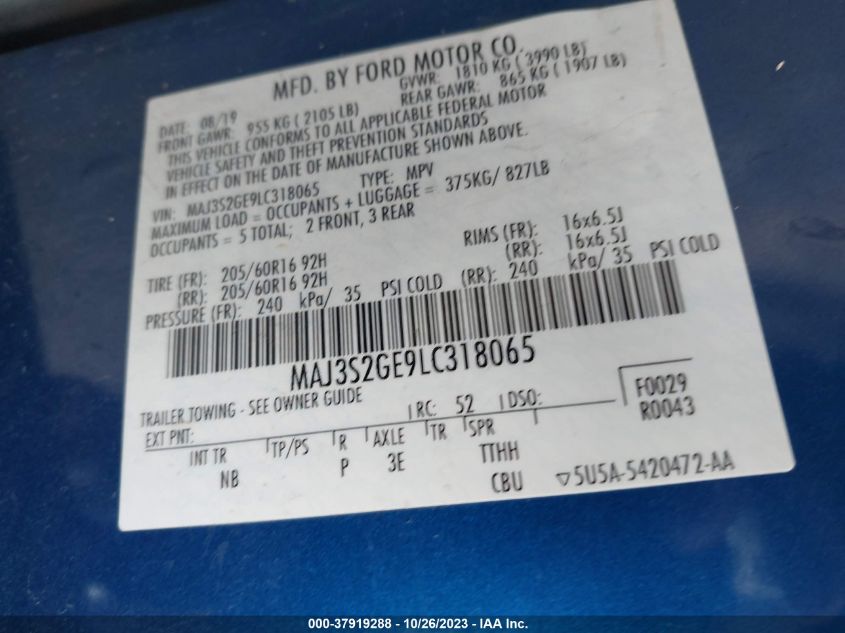 MFD. BY FORD MOTOR CO.
DATE: 08/19 GVWR: 1810 KG ( 3990 LB)
FRONT GAWR: 955 KG ( 2105 LB) REAR GAWR: 865 KG ( 1907 LB)
THIS VEHICLE CONFORMS TO ALL APPLICABLE FEDERAL MOTOR
VEHICLE SAFETY AND THEFT PREVENTION STANDARDS
IN EFFECT ON THE DATE OF MANUFACTURE SHOWN ABOVE.
VIN: MAJ3S2GE9LC318065 TYPE: MPV
MAXIMUM LOAD = OCCUPANTS + LUGGAGE = 375KG/ 827LB
OCCUPANTS = 5 TOTAL; 2 FRONT, 3 REAR
TIRE (FR): 205/60R16 92H RIMS (FR): 16x6.5J
(RR): 205/60R16 92H (RR): 16x6.5J
PRESSURE (FR): 240 kPa/ 35 PSI COLD (RR): 240 kPa/ 35 PSI COLD
MAJ3S2GE9LC318065
TRAILER TOWING - SEE OWNER GUIDE
EXT PNT: RC: 52 DSO: F0029
R0043
INT TR TP/PS R AXLE TR SPR
NB P 3E TTHH
CBU 5U5A-5420472-AA
000-37919288 - 10/26/2023 - IAA Inc.